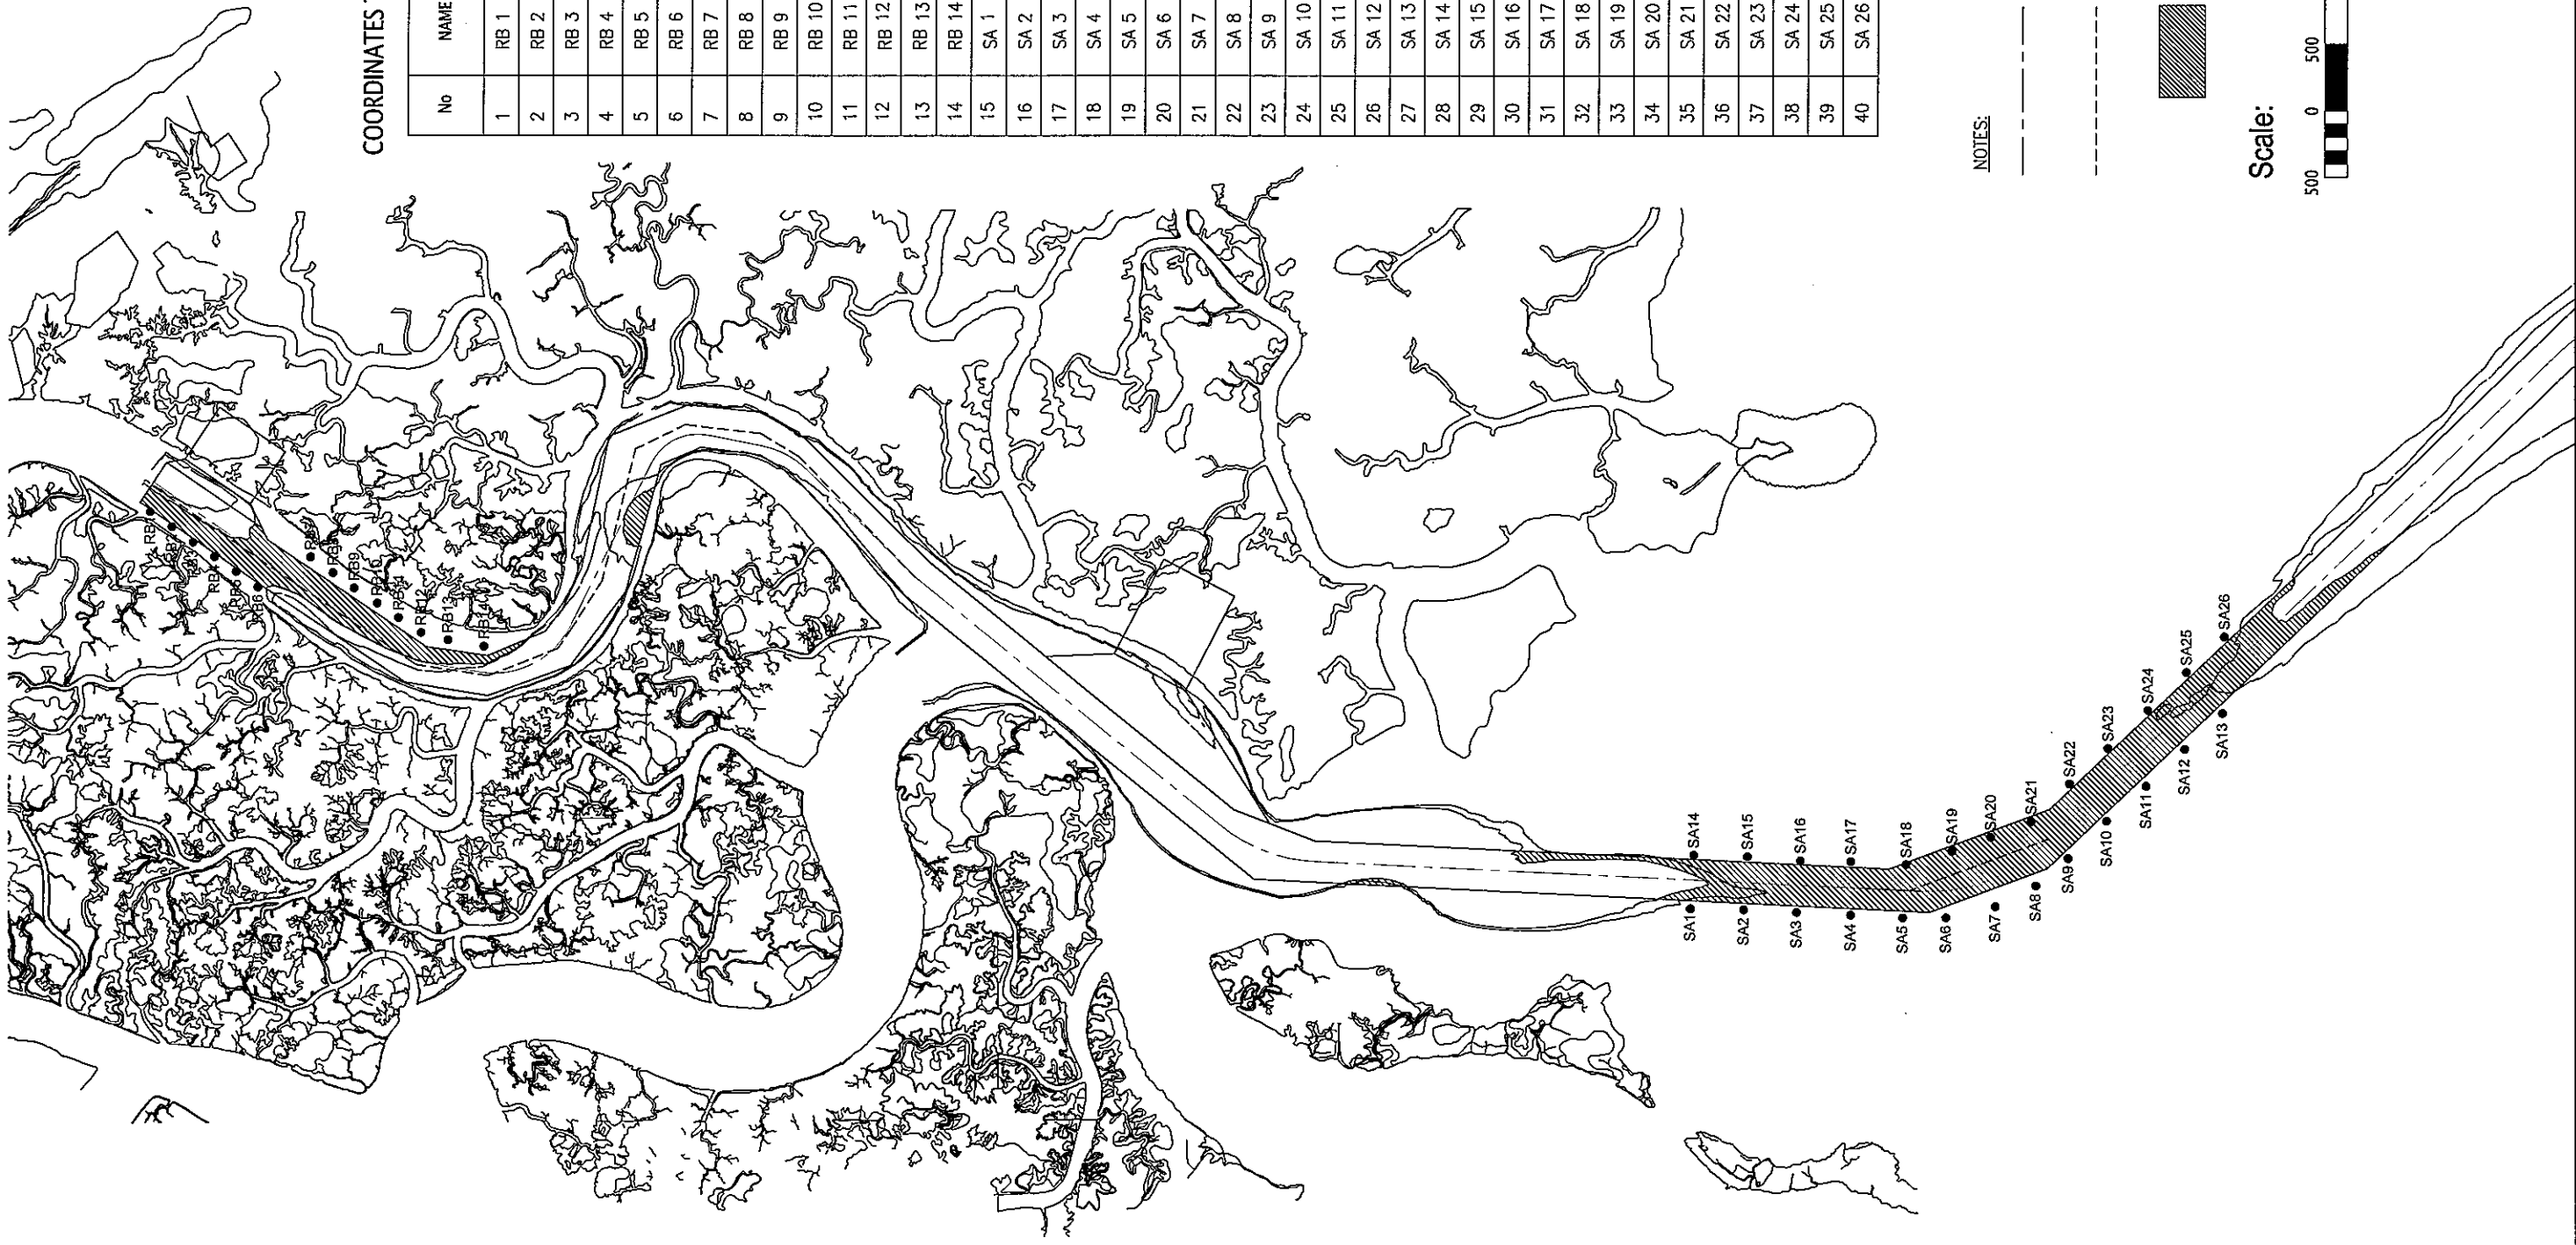 COORDINATES
No NAME
1 RB 1
2 RB 2
3 RB 3
4 RB 4
5 RB 5
6 RB 6
7 RB 7
8 RB 8
9 RB 9
10 RB 10
11 RB 11
12 RB 12
13 RB 13
14 RB 14
15 SA 1
16 SA 2
17 SA 3
18 SA 4
19 SA 5
20 SA 6
21 SA 7
22 SA 8
23 SA 9
24 SA 10
25 SA 11
26 SA 12
27 SA 13
28 SA 14
29 SA 15
30 SA 16
31 SA 17
32 SA 18
33 SA 19
34 SA 20
35 SA 21
36 SA 22
37 SA 23
38 SA 24
39 SA 25
40 SA 26
NOTES:
Scale:
500 0 500
RB3
RB4
RB5
RB6
RB9
RB10
RB12
RB13
RB14
SA1
SA2
SA3
SA4
SA5
SA6
SA7
SA8
SA9
SA10
SA11
SA12
SA13
SA14
SA15
SA16
SA17
SA18
SA19
SA20
SA21
SA22
SA23
SA24
SA25
SA26